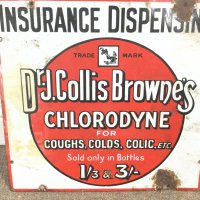 INSURANCE DISPENSIN
TRADE MARK
Dr. J. Collis Browne's
CHLORODYNE
FOR
COUGHS, COLDS, COLIC, ETC.
Sold only in Bottles
1/3 & 3/-